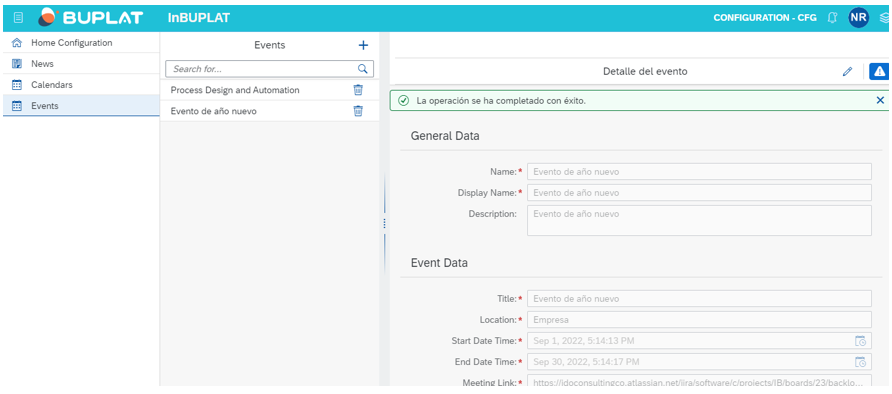 BUPLAT
InBUPLAT
CONFIGURATION - CFG
NR
Home Configuration
News
Calendars
Events
Events
Search for...
Process Design and Automation
Evento de año nuevo
Detalle del evento
La operación se ha completado con éxito.
General Data
Name:* Evento de año nuevo
Display Name:* Evento de año nuevo
Description: Evento de año nuevo
Event Data
Title:* Evento de año nuevo
Location:* Empresa
Start Date Time:* Sep 1, 2022, 5:14:13 PM
End Date Time:* Sep 30, 2022, 5:14:17 PM
Meeting Link:* https://idoconsultingco.atlassian.net/jira/software/c/projects/IB/boards/23/backlo...